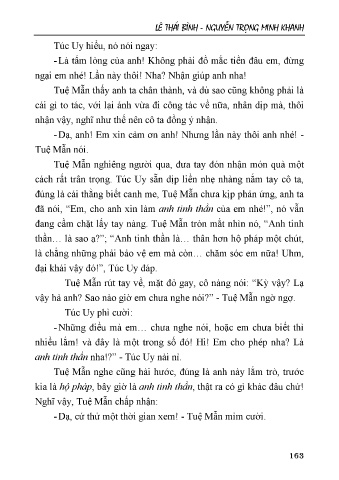 LÊ THÁI BÌNH - NGUYỄN TRỌNG MINH KHANH
Túc Uy hiểu, nó nói ngay:
- Là tấm lòng của anh! Không phải đồ mắc tiền đâu em, đừng
ngại em nhé! Lần này thôi! Nha? Nhận giúp anh nha!
Tuệ Mẫn thấy anh ta chân thành, và dù sao cũng không phải là
cái gì to tác, với lại ảnh vừa đi công tác về nữa, nhân dịp mà, thôi
nhận vậy, nghĩ như thế nên cô ta đồng ý nhận.
- Dạ, anh! Em xin cám ơn anh! Nhưng lần này thôi anh nhé! -
Tuệ Mẫn nói.
Tuệ Mẫn nghiêng người qua, đưa tay đón nhận món quà một
cách rất trân trọng. Túc Uy sẵn dịp liền nhẹ nhàng nắm tay cô ta,
đúng là cái thằng biết canh me, Tuệ Mẫn chưa kịp phản ứng, anh ta
đã nói, “Em, cho anh xin làm anh tinh thần của em nhé!”, nó vẫn
đang cầm chặt lấy tay nàng. Tuệ Mẫn tròn mắt nhìn nó, “Anh tinh
thần… là sao ạ?”; “Anh tinh thần là… thân hơn hộ pháp một chút,
là chẳng những phải bảo vệ em mà còn… chăm sóc em nữa! Uhm,
đại khái vậy đó!”, Túc Uy đáp.
Tuệ Mẫn rút tay về, mặt đỏ gay, cô nàng nói: “Kỳ vậy? Lạ
vậy hả anh? Sao nào giờ em chưa nghe nói?” - Tuệ Mẫn ngờ ngợ.
Túc Uy phì cười:
- Những điều mà em… chưa nghe nói, hoặc em chưa biết thì
nhiều lắm! và đây là một trong số đó! Hì! Em cho phép nha? Là
anh tinh thần nha!?” - Túc Uy nài nỉ.
Tuệ Mẫn nghe cũng hài hước, đúng là anh này lắm trò, trước
kia là hộ pháp, bây giờ là anh tinh thần, thật ra có gì khác đâu chứ!
Nghĩ vậy, Tuệ Mẫn chấp nhận:
- Dạ, cứ thử một thời gian xem! - Tuệ Mẫn mỉm cười.
163